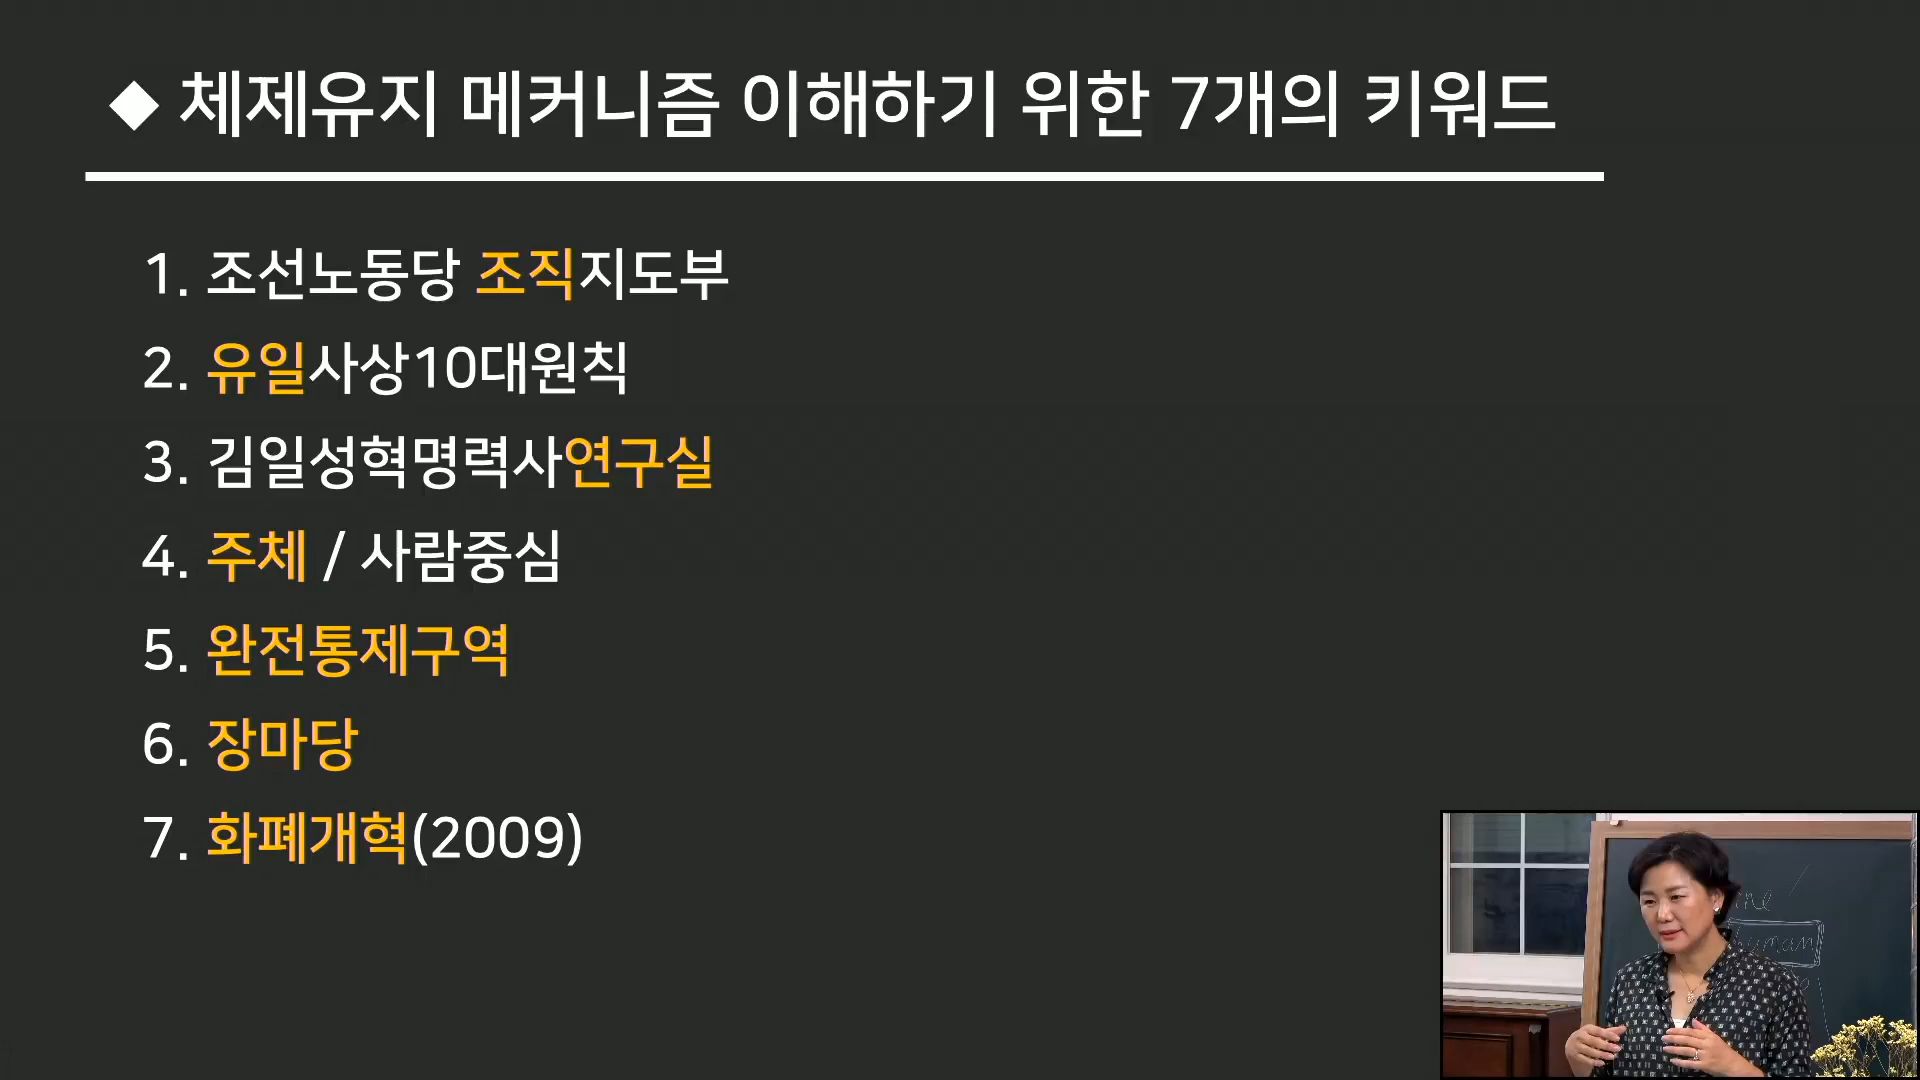 ◆ 체제유지 메커니즘 이해하기 위한 7개의 키워드
1. 조선노동당 조직지도부
2. 유일사상10대원칙
3. 김일성혁명력사연구실
4. 주체 / 사람중심
5. 완전통제구역
6. 장마당
7. 화폐개혁(2009)
human